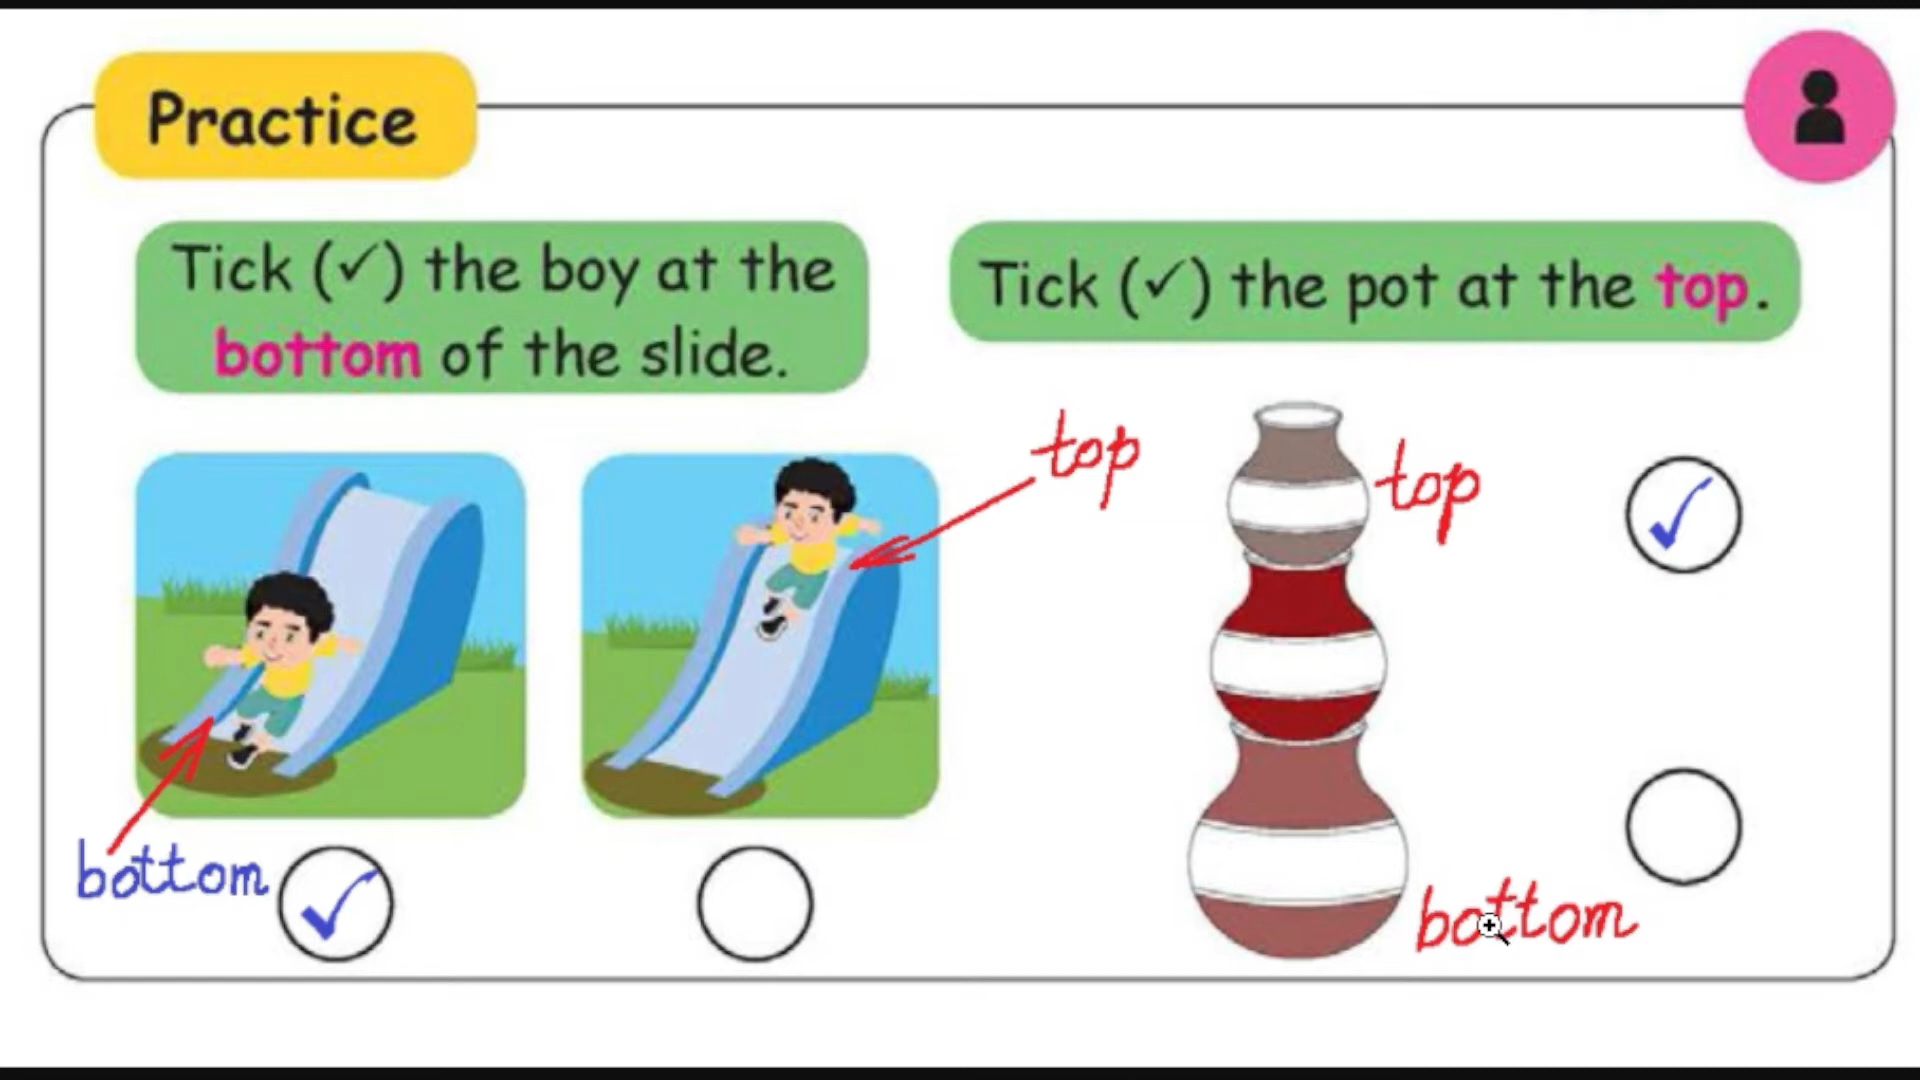 Practice
Tick (✓) the boy at the
bottom of the slide.
Tick (✓) the pot at the top.
top
top
bottom
bottom